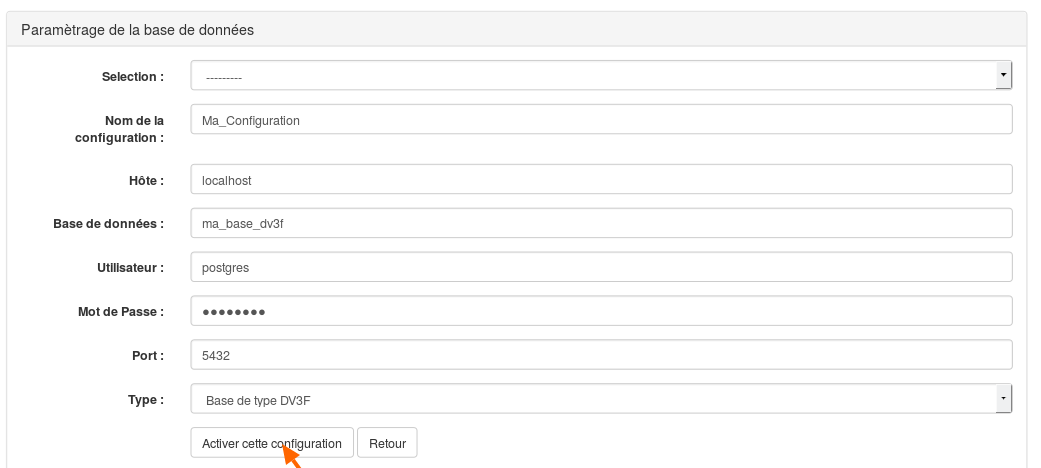 Paramètrage de la base de données
Selection : ---------
Nom de la
configuration : Ma_Configuration
Hôte : localhost
Base de données : ma_base_dv3f
Utilisateur : postgres
Mot de Passe : ●●●●●●●●
Port : 5432
Type : Base de type DV3F
Activer cette configuration Retour